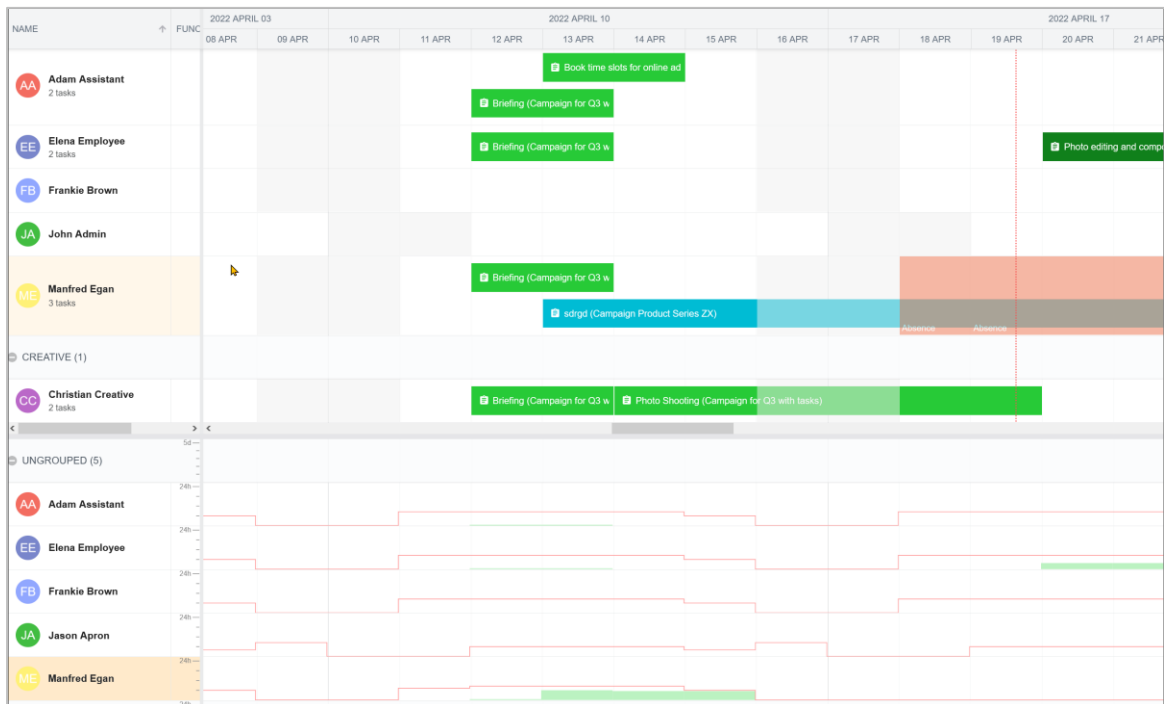 2022 APRIL 03 2022 APRIL 10 2022 APRIL 17
NAME FUNC
08 APR 09 APR 10 APR 11 APR 12 APR 13 APR 14 APR 15 APR 16 APR 17 APR 18 APR 19 APR 20 APR 21 APR
Book time slots for online ad
AA Adam Assistant
2 tasks
Briefing (Campaign for Q3 w
EE Elena Employee
2 tasks
Briefing (Campaign for Q3 w Photo editing and compo
FB Frankie Brown
JA John Admin
Briefing (Campaign for Q3 w
ME Manfred Egan
3 tasks
sdrgd (Campaign Product Series ZX)
Absence Absence
CREATIVE (1)
CC Christian Creative
2 tasks
Briefing (Campaign for Q3 w Photo Shooting (Campaign for Q3 with tasks)
5d
UNGROUPED (5)
24h
AA Adam Assistant
24h
EE Elena Employee
24h
FB Frankie Brown
24h
JA Jason Apron
24h
ME Manfred Egan
24h